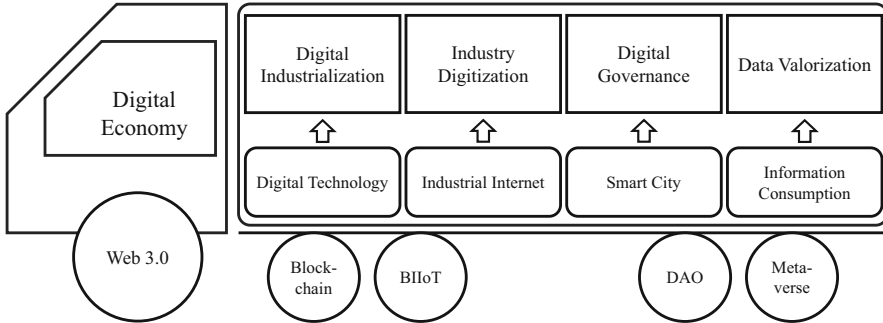 Digital
Economy
Digital
Industrialization
Industry
Digitization
Digital
Governance
Data Valorization
Digital Technology
Industrial Internet
Smart City
Information
Consumption
Web 3.0
Block-
chain
BIIoT
DAO
Meta-
verse